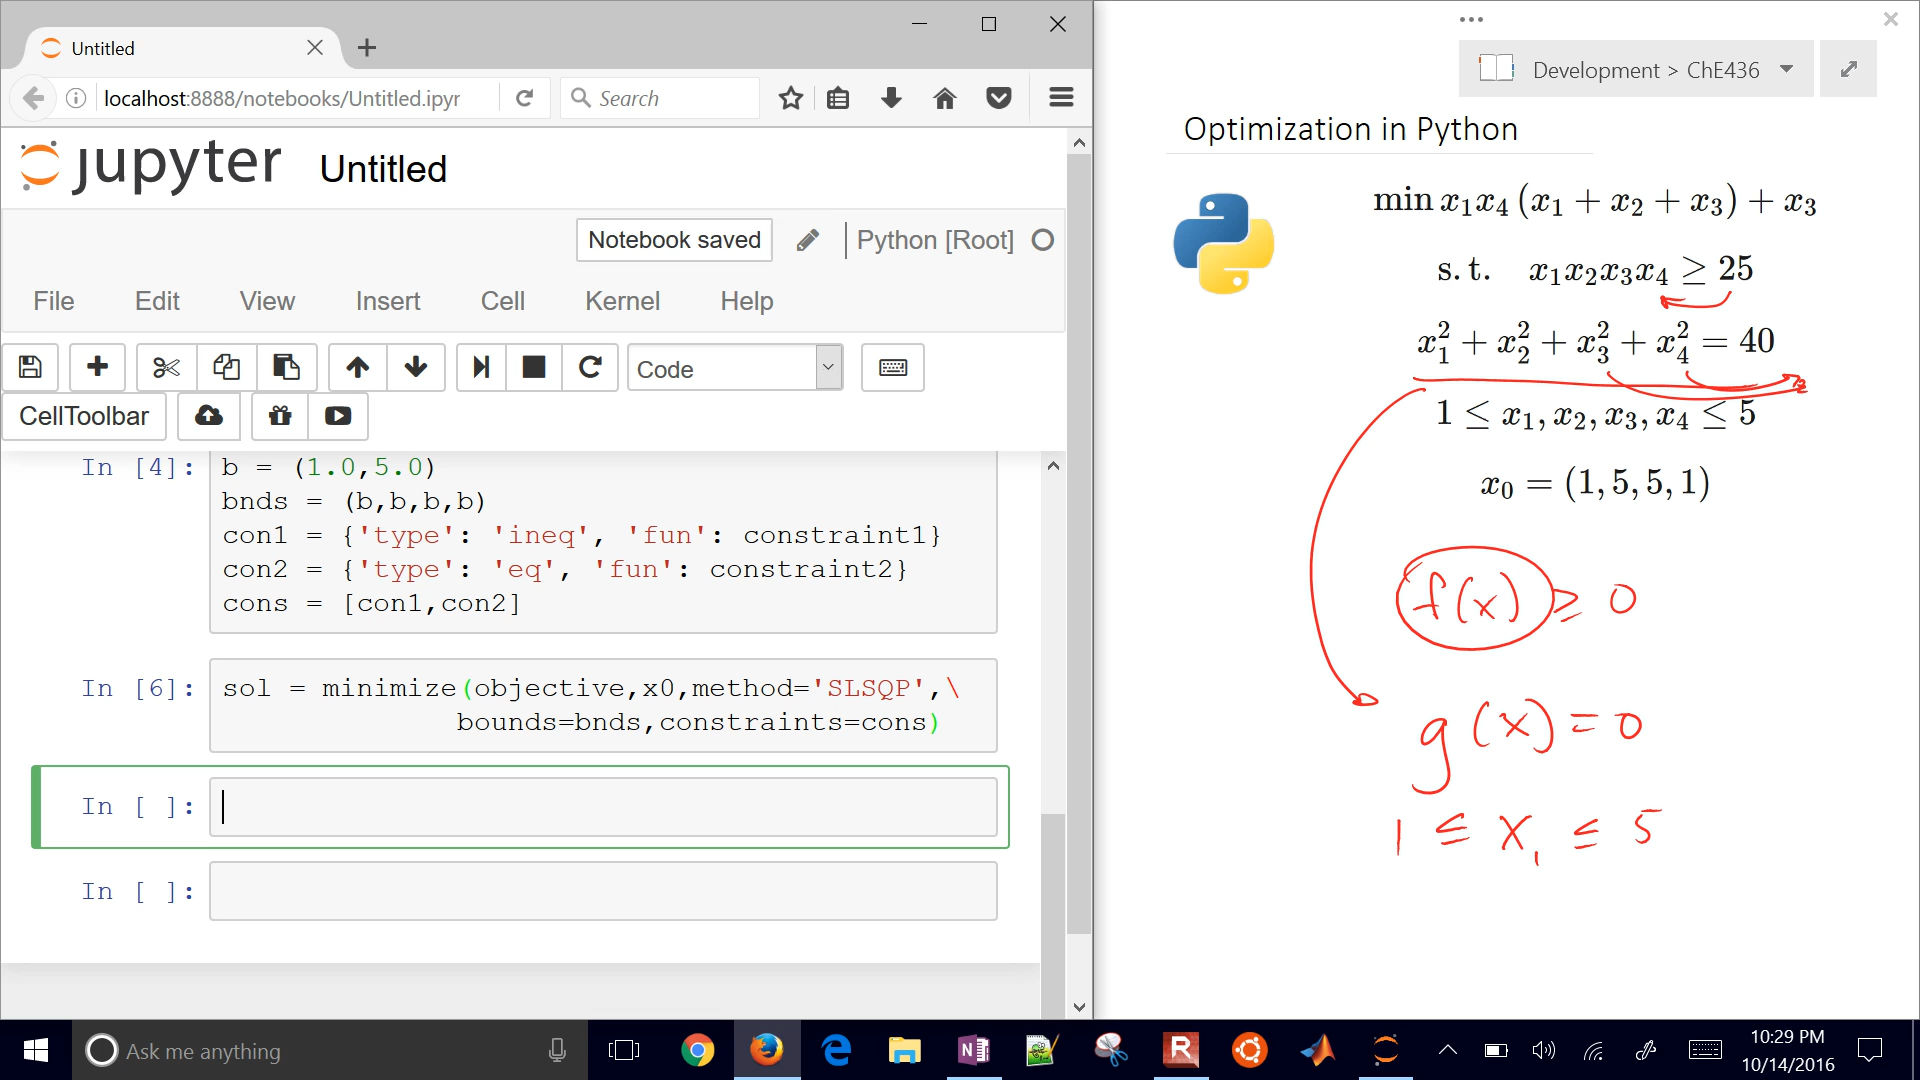 Untitled
localhost:8888/notebooks/Untitled.ipyr
Search
jupyter Untitled
Notebook saved
Python [Root]
File Edit View Insert Cell Kernel Help
Code
CellToolbar
In [4]: b = (1.0,5.0)
bnds = (b,b,b,b)
con1 = {'type': 'ineq', 'fun': constraint1}
con2 = {'type': 'eq', 'fun': constraint2}
cons = [con1,con2]
In [6]: sol = minimize(objective,x0,method='SLSQP',\
bounds=bnds,constraints=cons)
In [ ]:
In [ ]:
Development > ChE436
Optimization in Python
min x₁x₄ (x₁ + x₂ + x₃) + x₃
s.t. x₁x₂x₃x₄ ≥ 25
x₁² + x₂² + x₃² + x₄² = 40
1 ≤ x₁, x₂, x₃, x₄ ≤ 5
x₀ = (1, 5, 5, 1)
f(x) ≥ 0
g(x) = 0
1 ≤ x₁ ≤ 5
Ask me anything
N
R
10:29 PM
10/14/2016